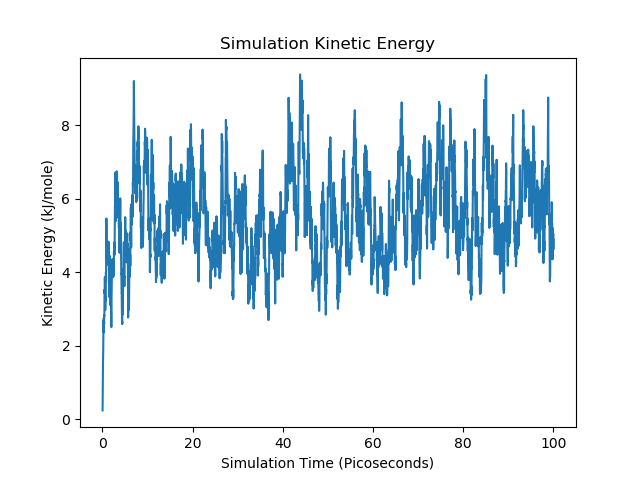 Simulation Kinetic Energy
Kinetic Energy (kJ/mole)
8
6
4
2
0
0 20 40 60 80 100
Simulation Time (Picoseconds)